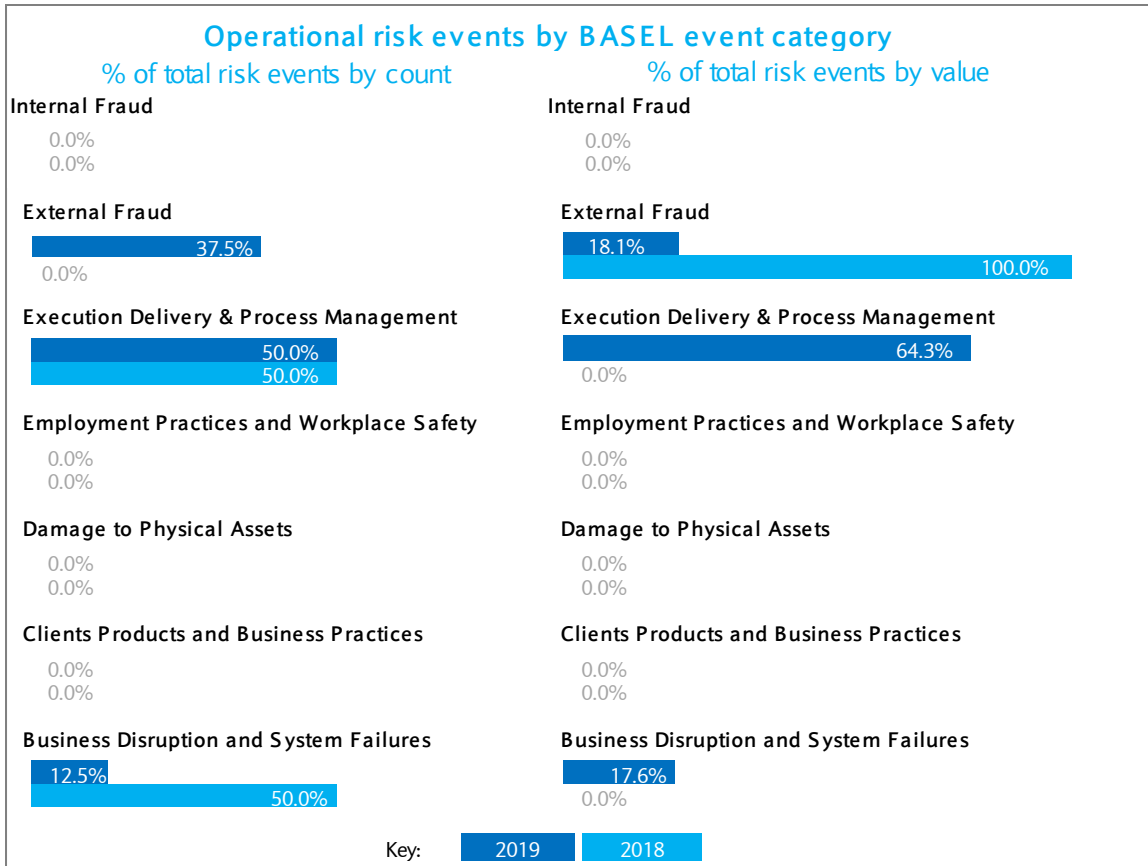 Operational risk events by BASEL event category
% of total risk events by count
% of total risk events by value
Internal Fraud
0.0%
0.0%
External Fraud
37.5%
0.0%
Execution Delivery & Process Management
50.0%
50.0%
Employment Practices and Workplace Safety
0.0%
0.0%
Damage to Physical Assets
0.0%
0.0%
Clients Products and Business Practices
0.0%
0.0%
Business Disruption and System Failures
12.5%
50.0%
Internal Fraud
0.0%
0.0%
External Fraud
18.1%
100.0%
Execution Delivery & Process Management
64.3%
0.0%
Employment Practices and Workplace Safety
0.0%
0.0%
Damage to Physical Assets
0.0%
0.0%
Clients Products and Business Practices
0.0%
0.0%
Business Disruption and System Failures
17.6%
0.0%
Key: 2019 2018